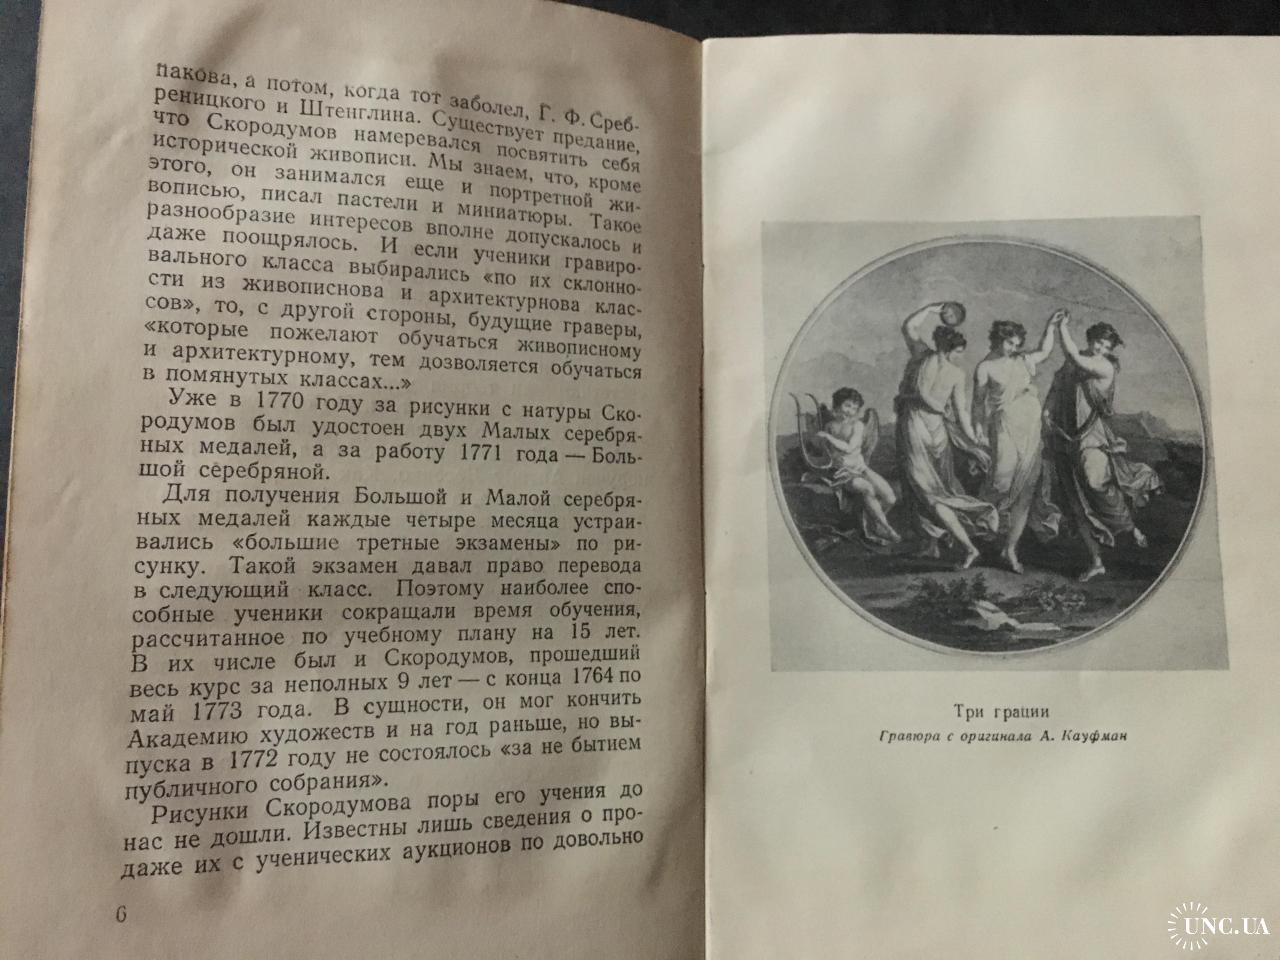 пакова, а потом, когда тот заболел, Г. Ф. Среб-
реницкого и Штенглина. Существует предание,
что Скородумов намеревался посвятить себя
исторической живописи. Мы знаем, что, кроме
этого, он занимался еще и портретной жи-
вописью, писал пастели и миниатюры. Такое
разнообразие интересов вполне допускалось и
даже поощрялось. И если ученики гравиро-
вального класса выбирались «по их склонно-
сти из живописнова и архитектурнова клас-
сов», то, с другой стороны, будущие граверы,
«которые пожелают обучаться живописному
и архитектурному, тем дозволяется обучаться
в помянутых классах...»
Уже в 1770 году за рисунки с натуры Ско-
родумов был удостоен двух Малых серебря-
ных медалей, а за работу 1771 года — Боль-
шой серебряной.
Для получения Большой и Малой серебря-
ных медалей каждые четыре месяца устраи-
вались «большие третные экзамены» по ри-
сунку. Такой экзамен давал право перевода
в следующий класс. Поэтому наиболее спо-
собные ученики сокращали время обучения,
рассчитанное по учебному плану на 15 лет.
В их числе был и Скородумов, прошедший
весь курс за неполных 9 лет — с конца 1764 по
май 1773 года. В сущности, он мог кончить
Академию художеств и на год раньше, но вы-
пуска в 1772 году не состоялось «за не бытием
публичного собрания».
Рисунки Скородумова поры его учения до
нас не дошли. Известны лишь сведения о про-
даже их с ученических аукционов по довольно
6
Три грации
Гравюра с оригинала А. Кауфман
UNC.UA